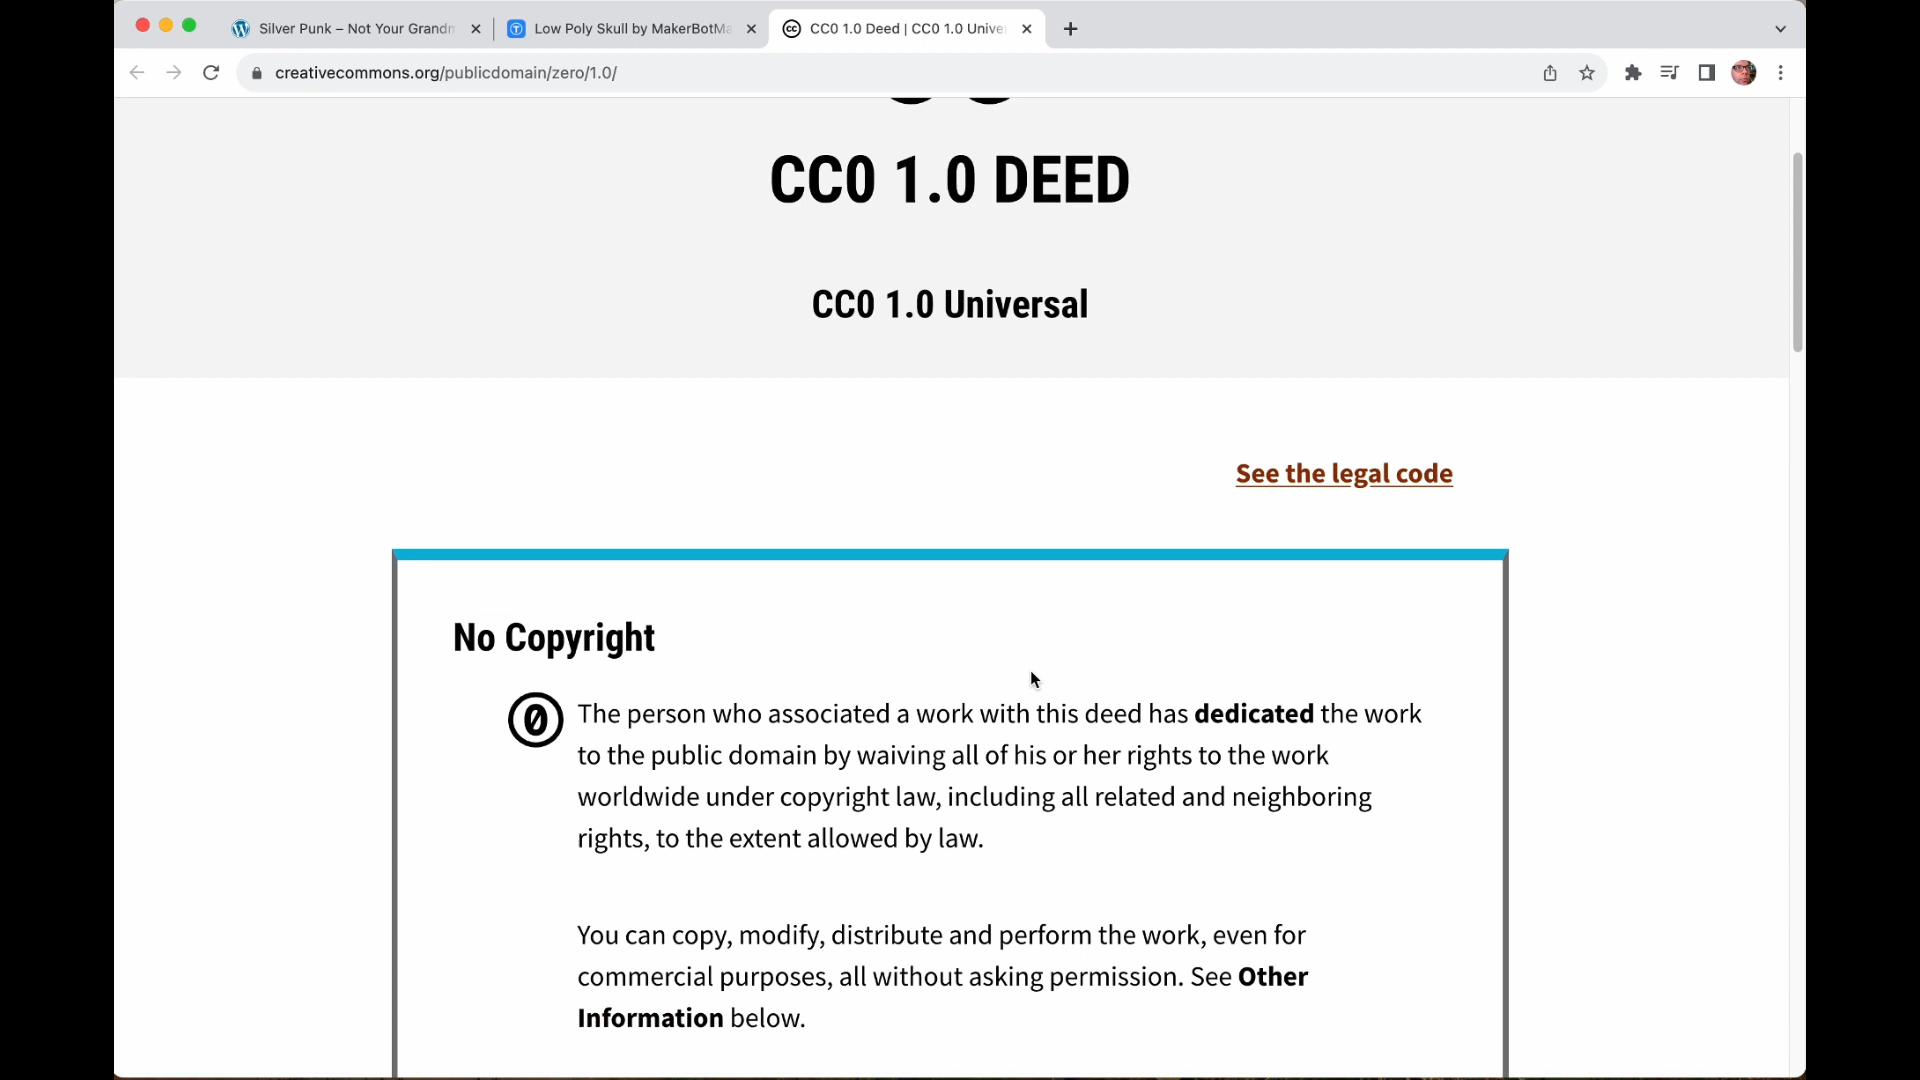 Silver Punk – Not Your Grandm
Low Poly Skull by MakerBotMa
CC0 1.0 Deed | CC0 1.0 Unive
creativecommons.org/publicdomain/zero/1.0/
CC0 1.0 DEED
CC0 1.0 Universal
See the legal code
No Copyright
The person who associated a work with this deed has dedicated the work
to the public domain by waiving all of his or her rights to the work
worldwide under copyright law, including all related and neighboring
rights, to the extent allowed by law.
You can copy, modify, distribute and perform the work, even for
commercial purposes, all without asking permission. See Other
Information below.